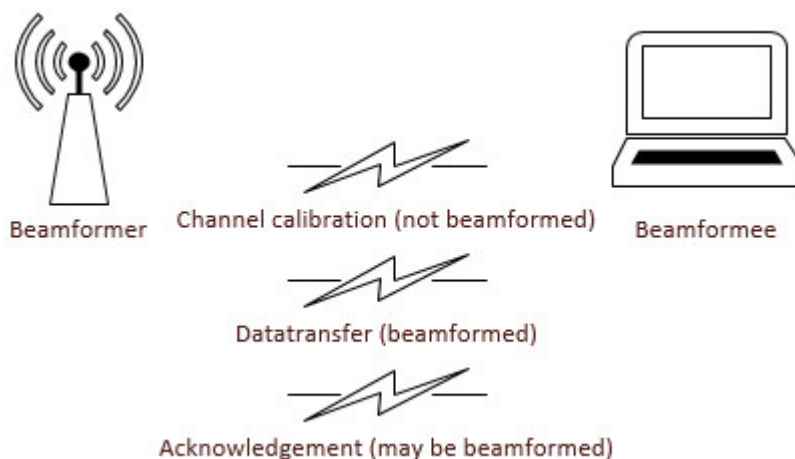 Beamformer
Channel calibration (not beamformed)
Beamformee
Datatransfer (beamformed)
Acknowledgement (may be beamformed)